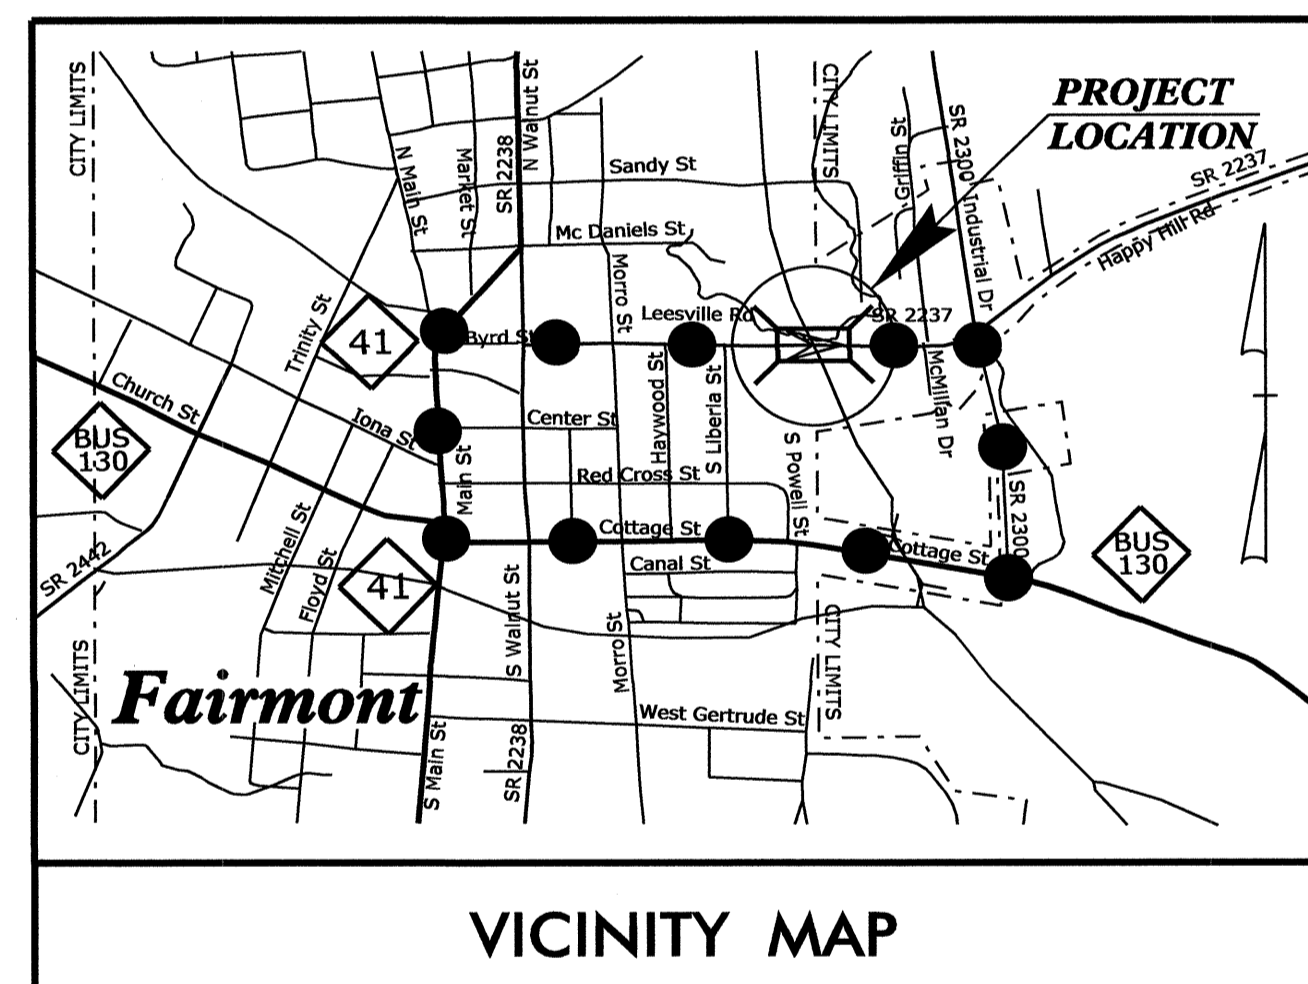 CITY LIMITS
N Walnut St
CITY LIMITS
PROJECT
LOCATION
SR 2238
N Main St
Market St
Sandy St
Griffin St
SR 2300
Industrial Dr
SR 2237
Happy Hill Rd
Mc Daniels St
Morro St
Trinity St
41
Byrd St
Leesville Rd
SR 2237
Church St
Iona St
Center St
Haywood St
S Liberia St
McMillan Dr
BUS
130
Main St
Red Cross St
S Powell St
SR 2300
Mitchell St
Floyd St
Cottage St
Cottage St
BUS
130
SR 2442
41
Canal St
S Walnut St
Morro St
CITY LIMITS
CITY LIMITS
Fairmont
West Gertrude St
S Main St
SR 2238
VICINITY MAP